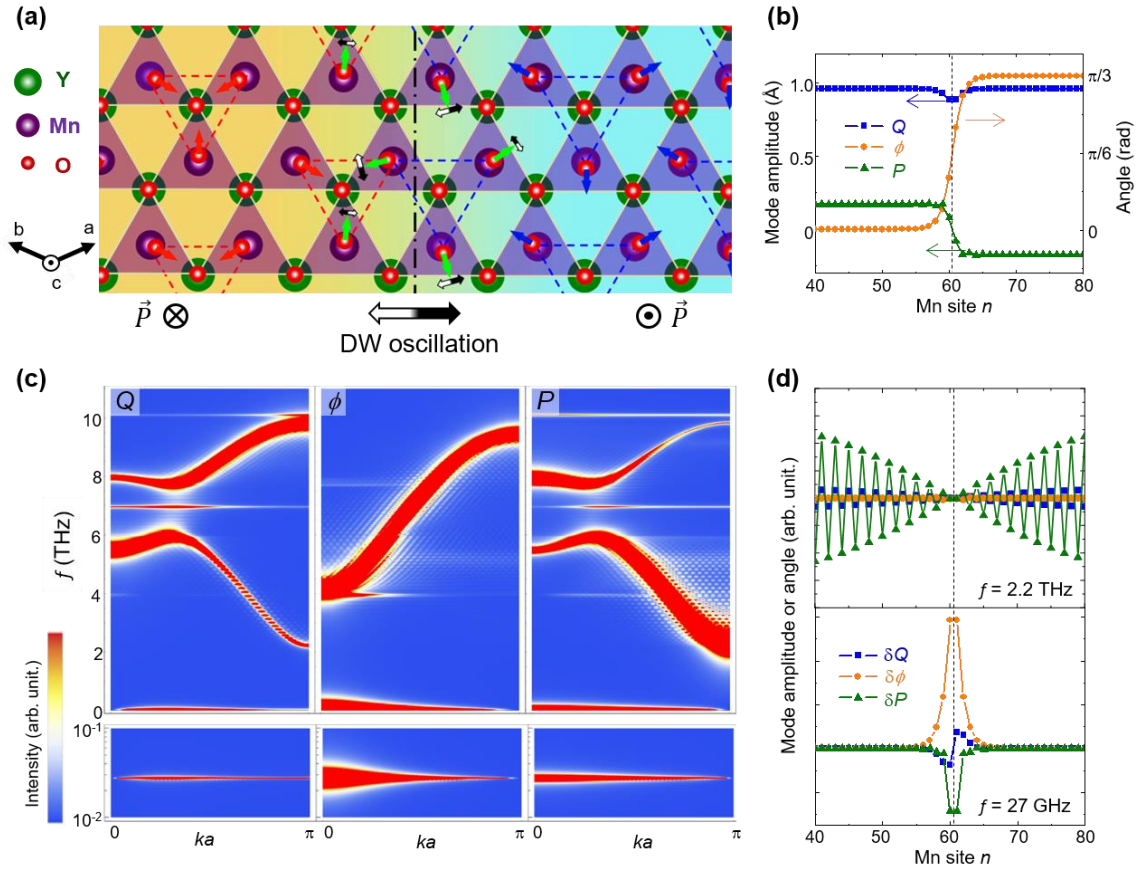 (a)
Y
Mn
O
b
a
c
P⃗ ⊗
DW oscillation
⊙ P⃗
(b)
Mode amplitude (Å)
1.0
0.5
0
Q
ϕ
P
π/3
π/6
0
Angle (rad)
40 50 60 70 80
Mn site n
(c)
Q
ϕ
P
10
8
6
4
2
0
f (THz)
Intensity (arb. unit.)
10⁻¹
10⁻²
0 π
0 π
0 π
ka ka ka
(d)
Mode amplitude or angle (arb. unit.)
f = 2.2 THz
δQ
δϕ
δP
f = 27 GHz
40 50 60 70 80
Mn site n